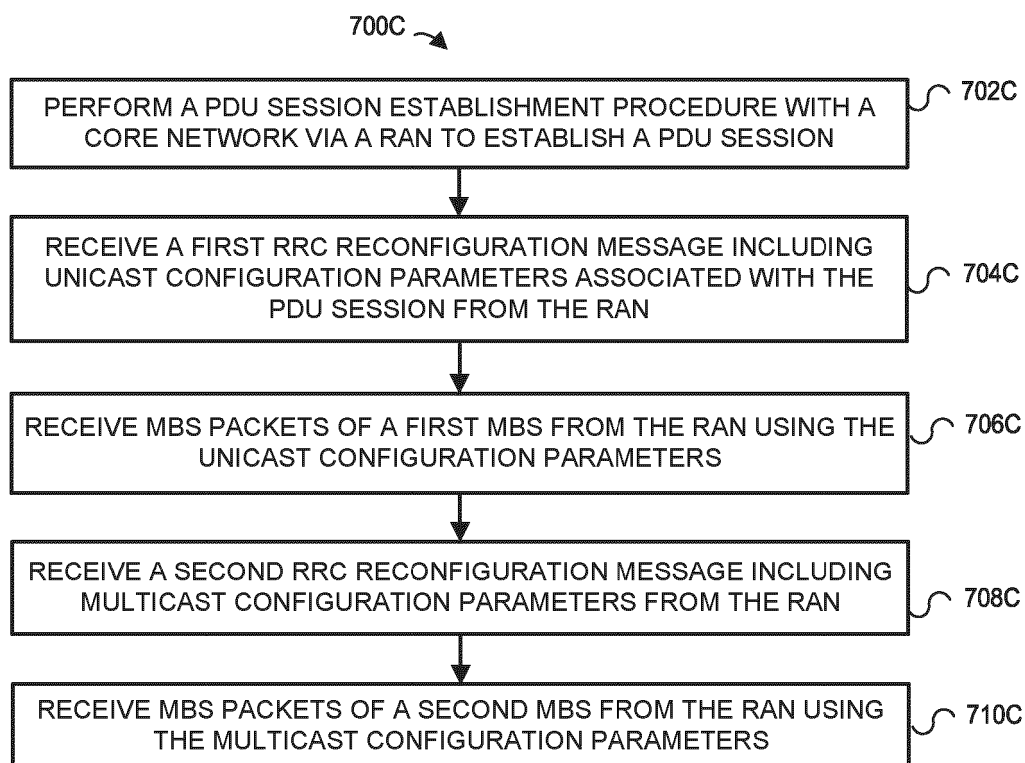 700C
PERFORM A PDU SESSION ESTABLISHMENT PROCEDURE WITH A
CORE NETWORK VIA A RAN TO ESTABLISH A PDU SESSION
702C
RECEIVE A FIRST RRC RECONFIGURATION MESSAGE INCLUDING
UNICAST CONFIGURATION PARAMETERS ASSOCIATED WITH THE
PDU SESSION FROM THE RAN
704C
RECEIVE MBS PACKETS OF A FIRST MBS FROM THE RAN USING THE
UNICAST CONFIGURATION PARAMETERS
706C
RECEIVE A SECOND RRC RECONFIGURATION MESSAGE INCLUDING
MULTICAST CONFIGURATION PARAMETERS FROM THE RAN
708C
RECEIVE MBS PACKETS OF A SECOND MBS FROM THE RAN USING
THE MULTICAST CONFIGURATION PARAMETERS
710C